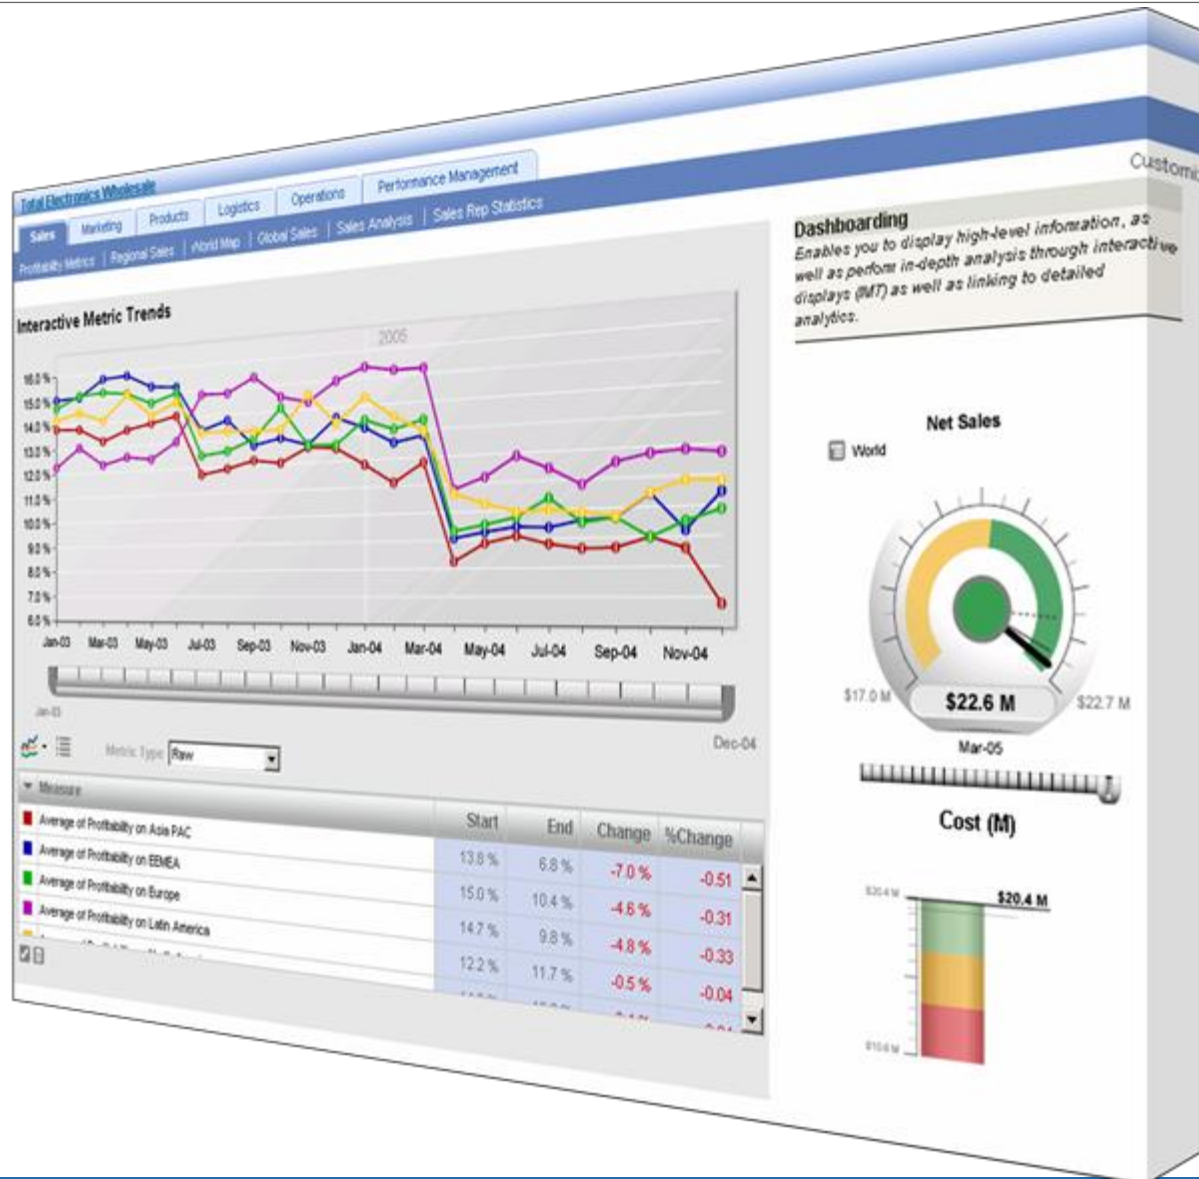 Total Electronics Wholesale
Sales
Marketing
Products
Logistics
Operations
Performance Management
Customiz
Profitability Metrics | Regional Sales | World Map | Global Sales | Sales Analysis | Sales Rep Statistics
Interactive Metric Trends
2005
16.0 %
15.0 %
14.0 %
13.0 %
12.0 %
11.0 %
10.0 %
9.0 %
8.0 %
7.0 %
6.0 %
Jan-03 Mar-03 May-03 Jul-03 Sep-03 Nov-03 Jan-04 Mar-04 May-04 Jul-04 Sep-04 Nov-04
Jan-03
Dec-04
Metric Type Raw
Measure Start End Change %Change
Average of Profitability on Asia PAC 13.8 % 6.8 % -7.0 % -0.51
Average of Profitability on EEMEA 15.0 % 10.4 % -4.6 % -0.31
Average of Profitability on Europe 14.7 % 9.8 % -4.8 % -0.33
Average of Profitability on Latin America 12.2 % 11.7 % -0.5 % -0.04
Dashboarding
Enables you to display high-level information, as
well as perform in-depth analysis through interactive
displays (IMT) as well as linking to detailed
analytics.
Net Sales
World
$17.0 M
$22.6 M
$22.7 M
Mar-05
Cost (M)
$20.4 M
$20.4 M
$10.6 M